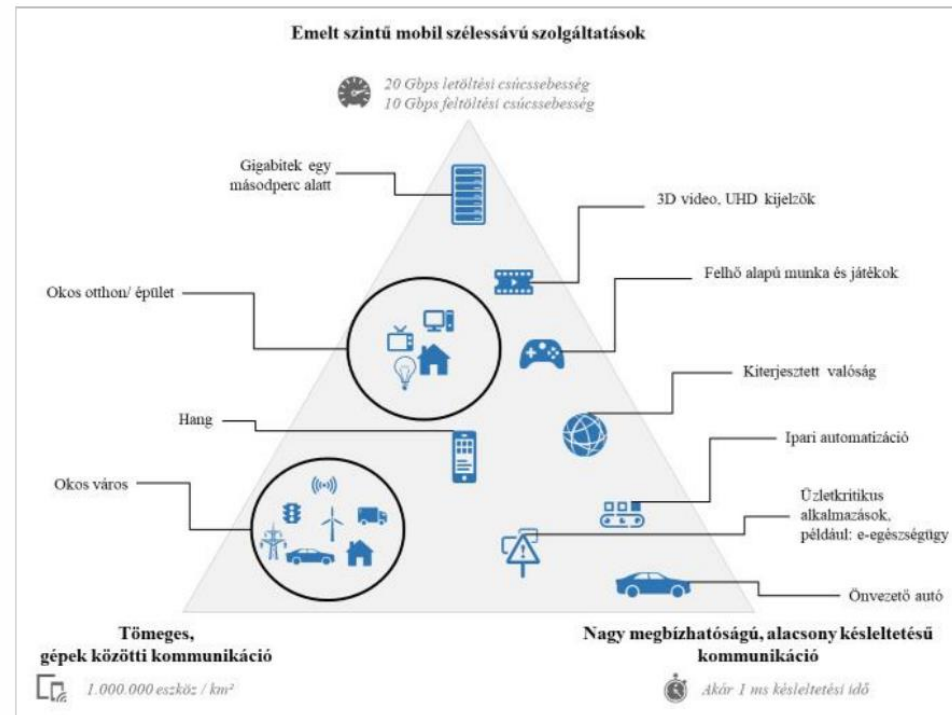 Emelt szintű mobil szélessávú szolgáltatások
20 Gbps letöltési csúcssebesség
10 Gbps feltöltési csúcssebesség
Gigabitek egy
másodperc alatt
3D video, UHD kijelzők
Felhő alapú munka és játékok
Okos otthon/ épület
Kiterjesztett valóság
Hang
Ipari automatizáció
Okos város
Üzletkritikus
alkalmazások,
például: e-egészségügy
Önvezető autó
Tömeges,
gépek közötti kommunikáció
1.000.000 eszköz / km²
Nagy megbízhatóságú, alacsony késleltetésű
kommunikáció
Akár 1 ms késleltetési idő